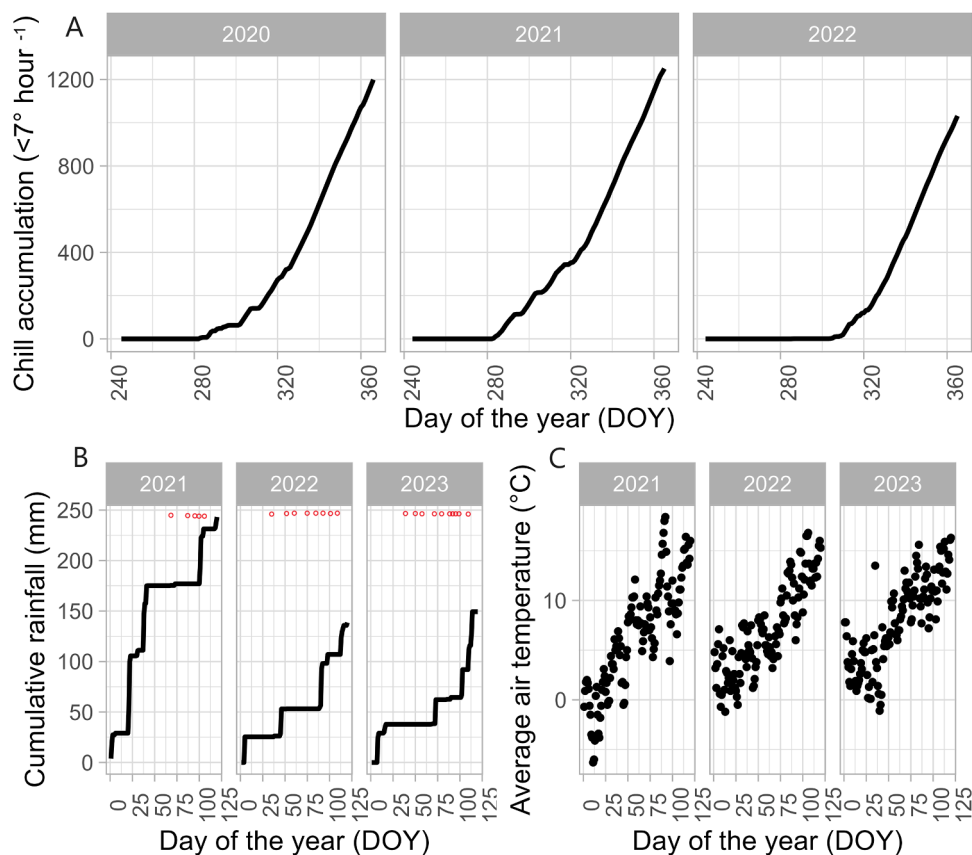 A
2020 2021 2022
Chill accumulation (<7° hour ⁻¹)
1200
800
400
0
240 280 320 360 240 280 320 360 240 280 320 360
Day of the year (DOY)
B
2021 2022 2023
Cumulative rainfall (mm)
250
200
150
100
50
0
0 25 50 75 100 125 0 25 50 75 100 125 0 25 50 75 100 125
Day of the year (DOY)
C
2021 2022 2023
Average air temperature (°C)
10
0
0 25 50 75 100 125 0 25 50 75 100 125 0 25 50 75 100 125
Day of the year (DOY)